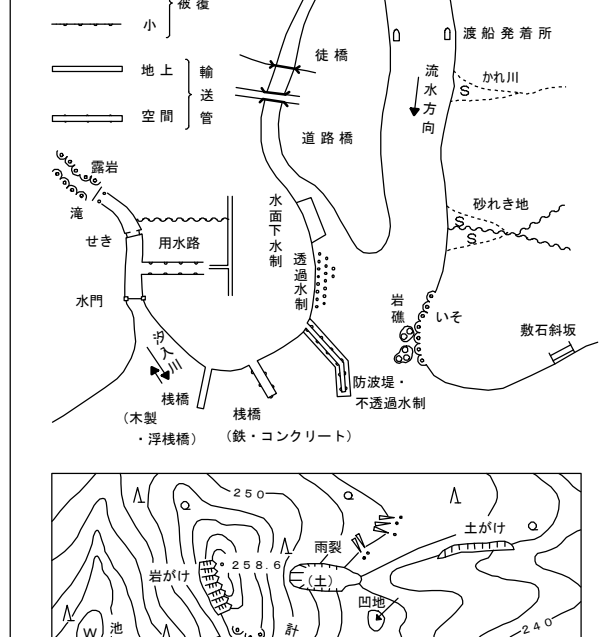 被覆
小
地上
空間
輸送管
徒橋
道路橋
渡船発着所
流水方向
かれ川
S
露岩
滝
せき
用水路
水門
水面下水制
透過水制
砂れき地
S
S
岩礁
いそ
敷石斜坂
汐入川
桟橋
(木製
・浮桟橋)
桟橋
(鉄・コンクリート)
防波堤・
不透過水制
250
Q
雨裂
土がけ
Q
Q
岩がけ
258.6
(土)
凹地
池
W
計
240